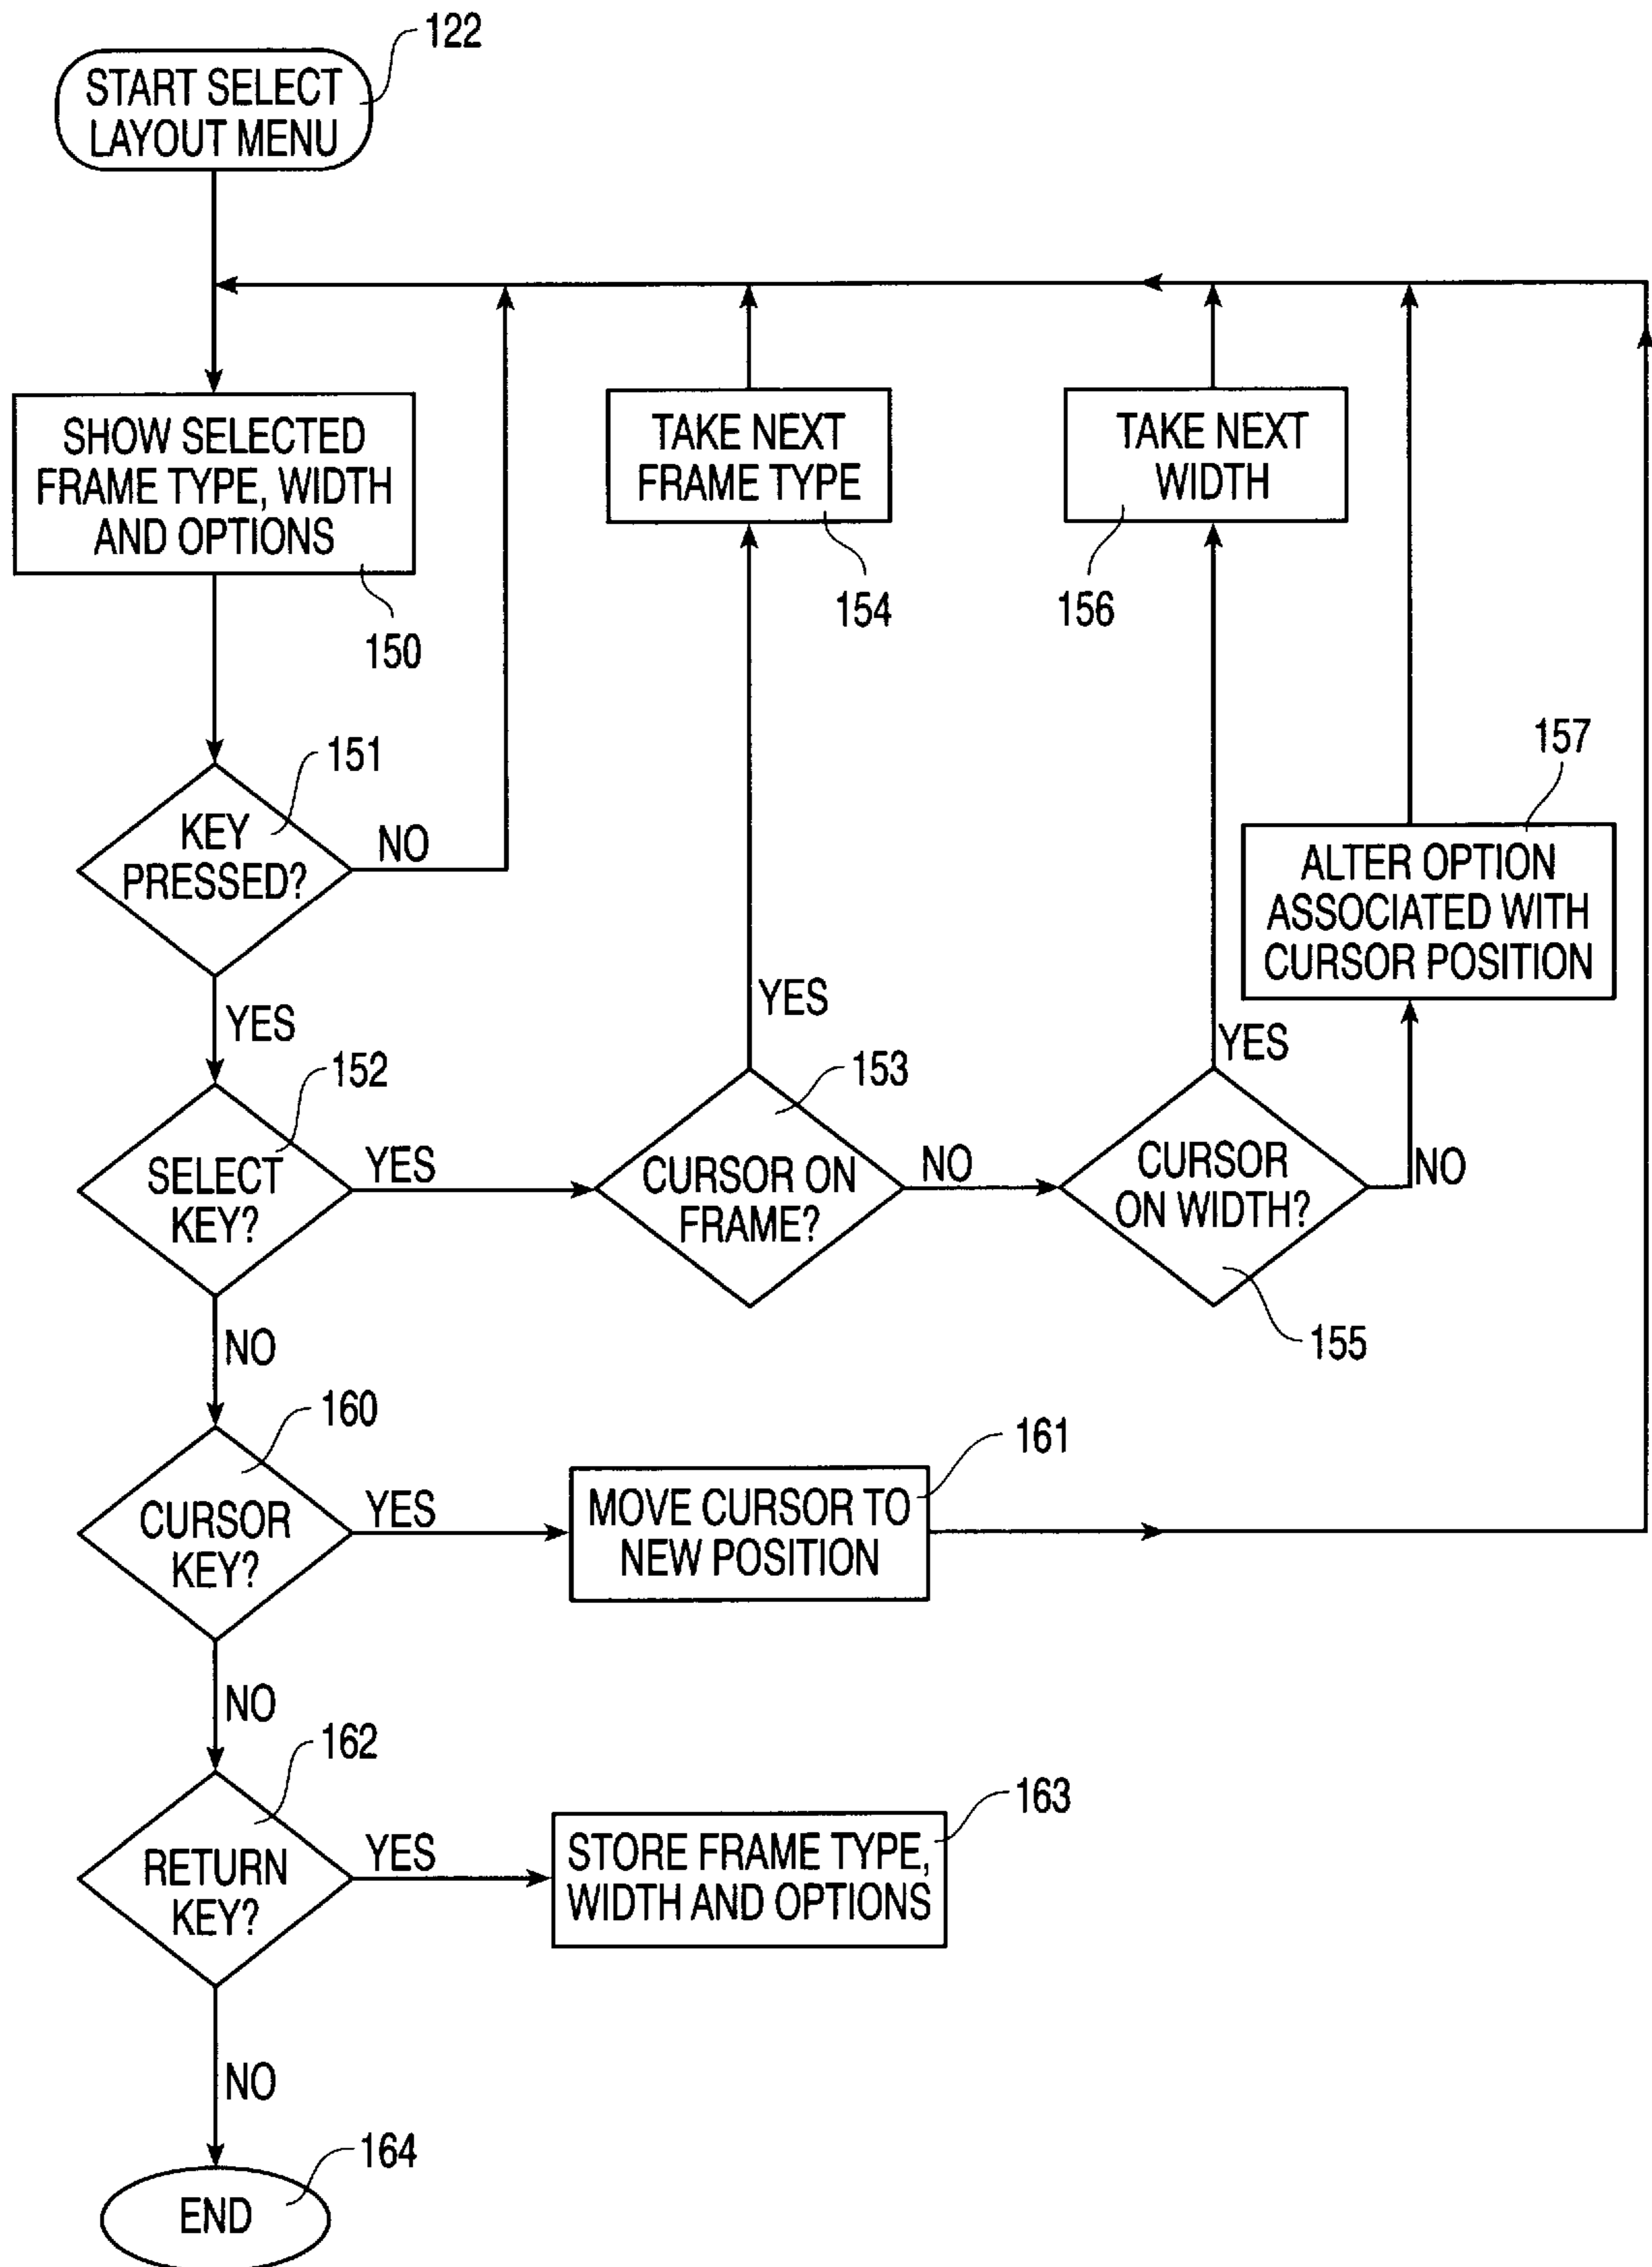 122
START SELECT
LAYOUT MENU
SHOW SELECTED
FRAME TYPE, WIDTH
AND OPTIONS
150
TAKE NEXT
FRAME TYPE
154
TAKE NEXT
WIDTH
156
151
KEY
PRESSED?
NO
YES
157
ALTER OPTION
ASSOCIATED WITH
CURSOR POSITION
152
SELECT
KEY?
YES
NO
153
YES
CURSOR ON
FRAME?
NO
YES
CURSOR
ON WIDTH?
NO
155
160
CURSOR
KEY?
YES
NO
161
MOVE CURSOR TO
NEW POSITION
162
RETURN
KEY?
YES
NO
163
STORE FRAME TYPE,
WIDTH AND OPTIONS
164
END